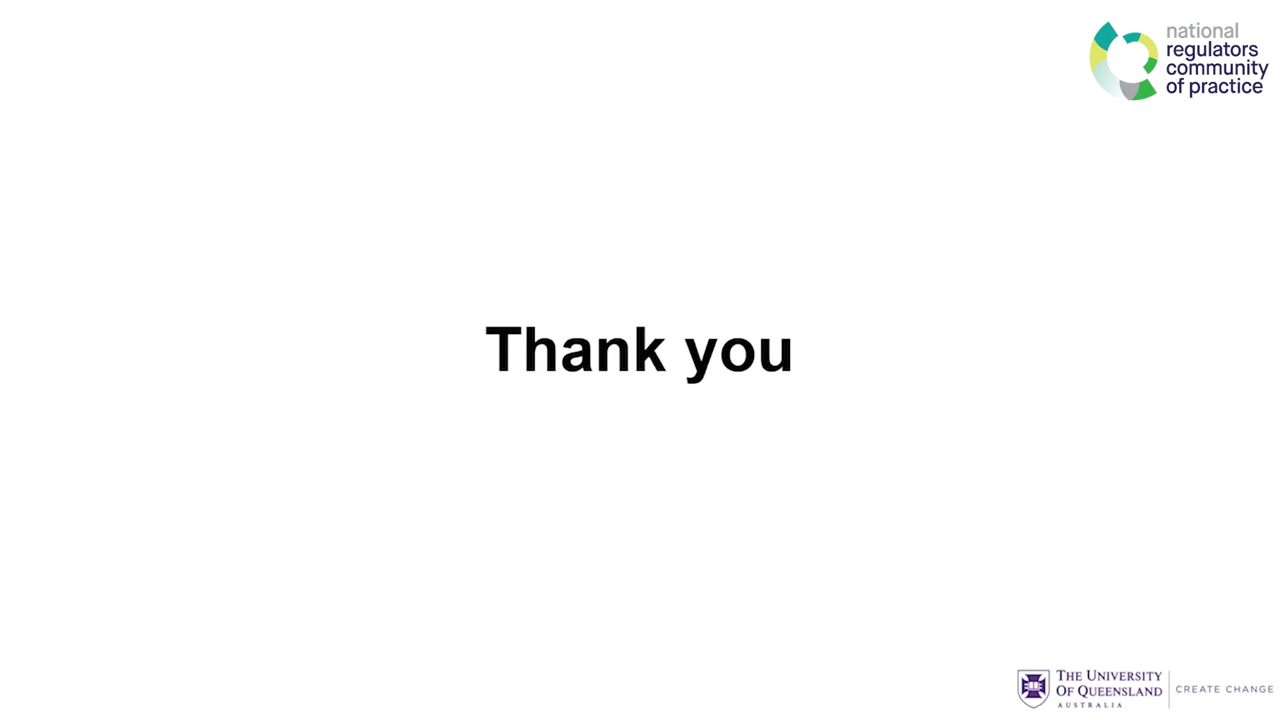 national
regulators
community
of practice
Thank you
THE UNIVERSITY
OF QUEENSLAND
AUSTRALIA
CREATE CHANGE